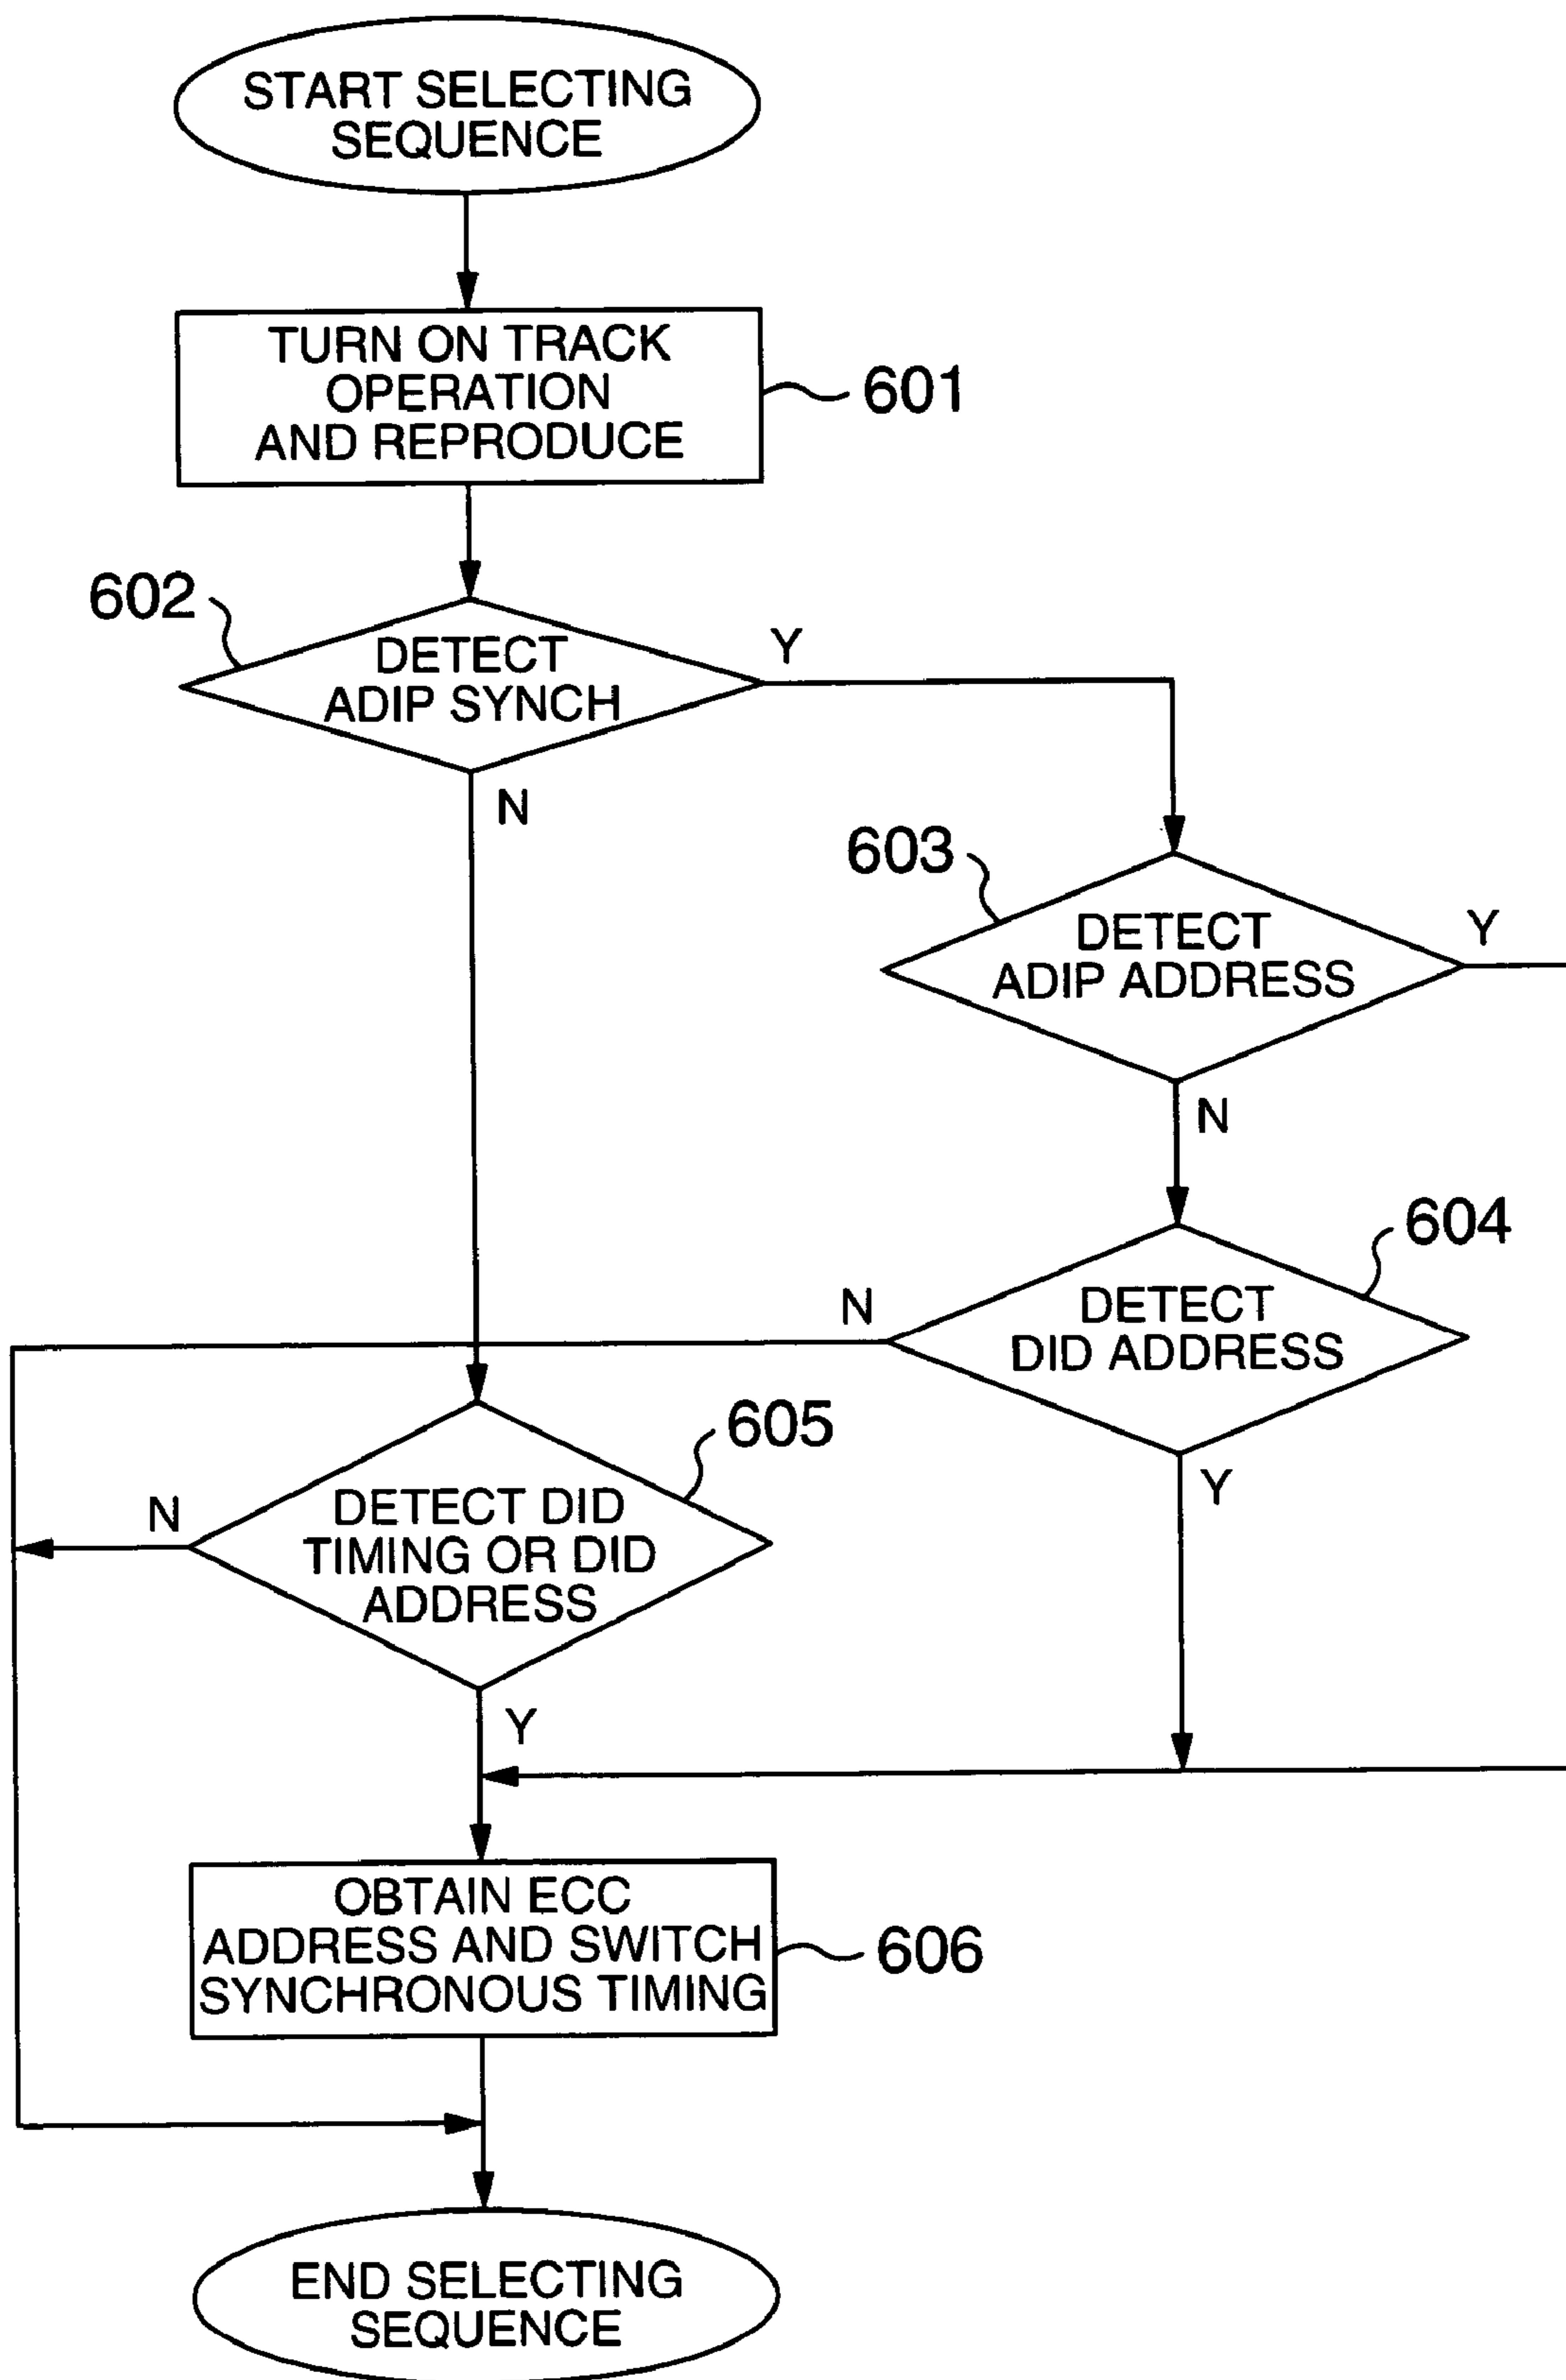 START SELECTING
SEQUENCE
TURN ON TRACK
OPERATION
AND REPRODUCE
601
602
DETECT
ADIP SYNCH
Y
N
603
DETECT
ADIP ADDRESS
Y
N
604
DETECT
DID ADDRESS
N
Y
605
DETECT DID
TIMING OR DID
ADDRESS
N
Y
OBTAIN ECC
ADDRESS AND SWITCH
SYNCHRONOUS TIMING
606
END SELECTING
SEQUENCE